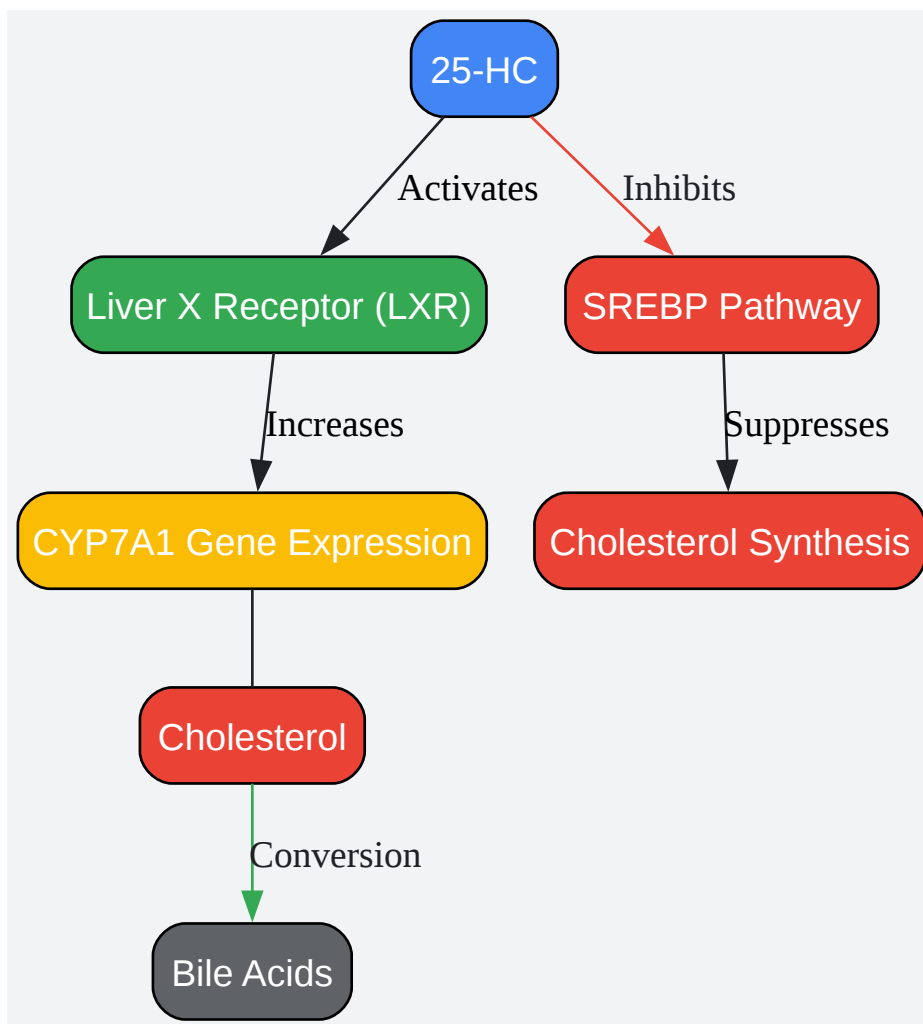 25-HC
Activates
Inhibits
Liver X Receptor (LXR)
SREBP Pathway
Increases
Suppresses
CYP7A1 Gene Expression
Cholesterol Synthesis
Cholesterol
Conversion
Bile Acids